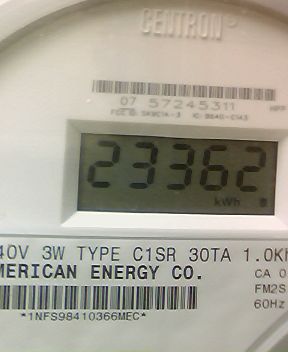 CENTRON
07 57245311
23362
kWh
40V 3W TYPE C1SR 30TA 1.0Kh
MERICAN ENERGY CO.
CA 0
FM2S
60Hz
*1NFS98410366MEC*